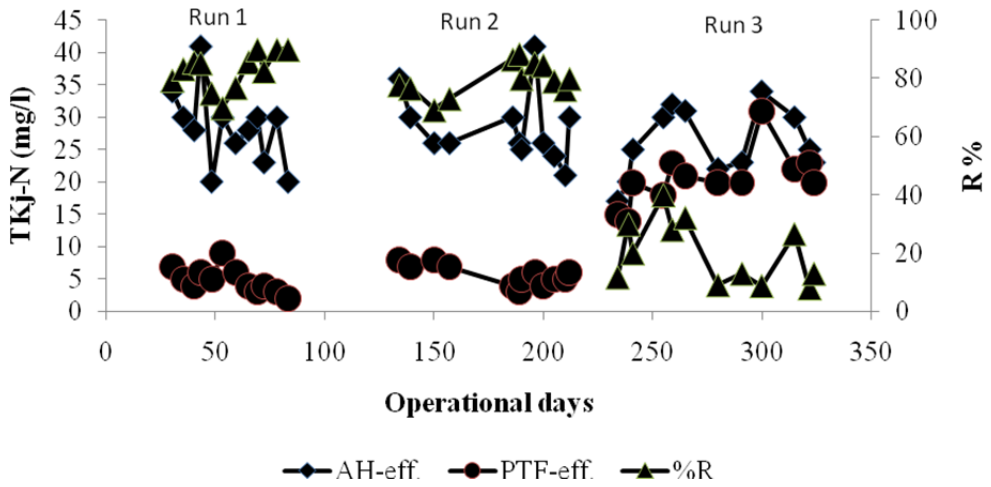 Run 1
Run 2
Run 3
TKj-N (mg/l)
45
40
35
30
25
20
15
10
5
0
R %
100
80
60
40
20
0
0 50 100 150 200 250 300 350
Operational days
AH-eff. PTF-eff. %R